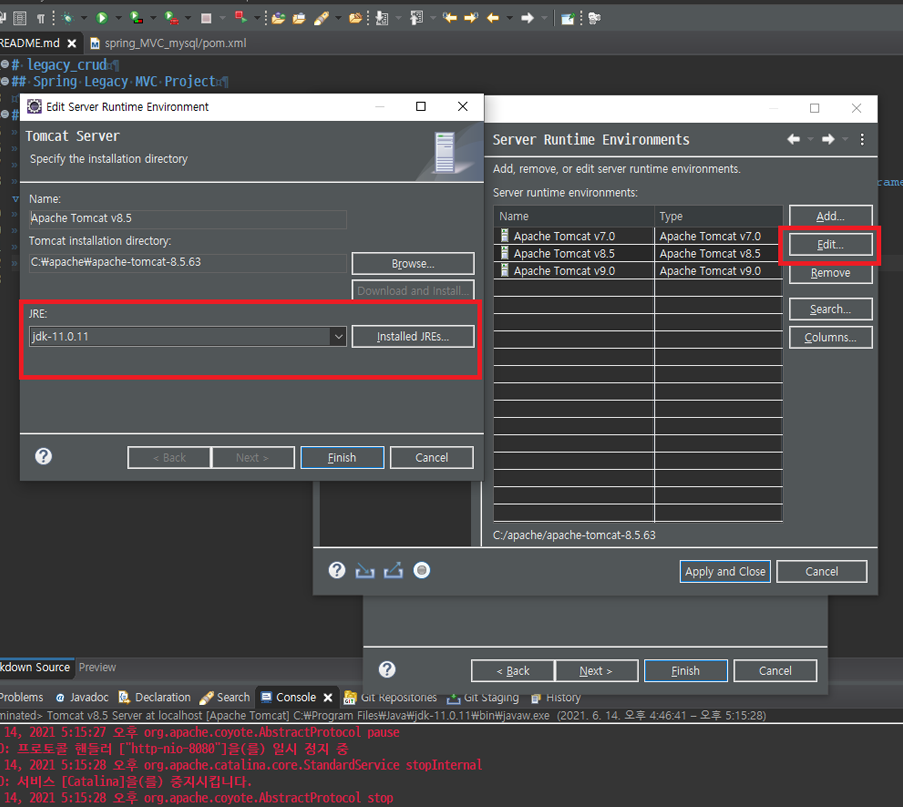 README.md
spring_MVC_mysql/pom.xml
# legacy_crud
## Spring Legacy MVC Project
#
Edit Server Runtime Environment
Tomcat Server
Specify the installation directory
Name:
Apache Tomcat v8.5
Tomcat installation directory:
C:₩apache₩apache-tomcat-8.5.63
Browse...
Download and Install...
JRE:
jdk-11.0.11
Installed JREs...
< Back
Next >
Finish
Cancel
Server Runtime Environments
Add, remove, or edit server runtime environments.
Server runtime environments:
Name Type
Apache Tomcat v7.0 Apache Tomcat v7.0
Apache Tomcat v8.5 Apache Tomcat v8.5
Apache Tomcat v9.0 Apache Tomcat v9.0
Add...
Edit...
Remove
Search...
Columns...
C:/apache/apache-tomcat-8.5.63
Apply and Close
Cancel
< Back
Next >
Finish
Cancel
kdown Source
Preview
Problems
Javadoc
Declaration
Search
Console
Git Repositories
Git Staging
History
minated> Tomcat v8.5 Server at localhost [Apache Tomcat] C:₩Program Files₩Java₩jdk-11.0.11₩bin₩javaw.exe (2021. 6. 14. 오후 4:46:41 – 오후 5:15:28)
14, 2021 5:15:27 오후 org.apache.coyote.AbstractProtocol pause
O: 프로토콜 핸들러 ["http-nio-8080"]을(를) 일시 정지 중
14, 2021 5:15:28 오후 org.apache.catalina.core.StandardService stopInternal
O: 서비스 [Catalina]을(를) 중지시킵니다.
14, 2021 5:15:28 오후 org.apache.coyote.AbstractProtocol stop